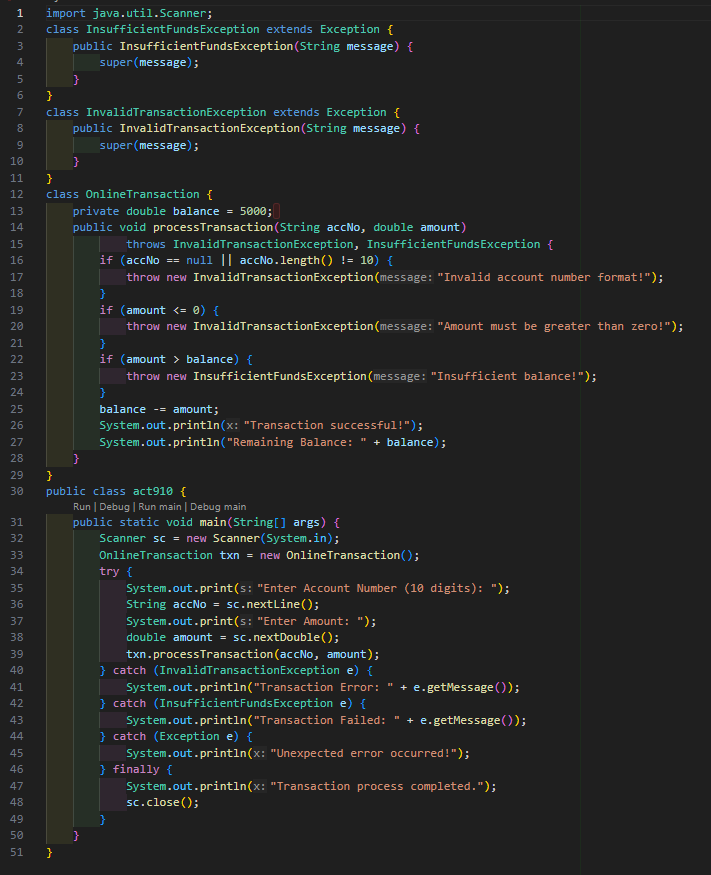 1 import java.util.Scanner;
2 class InsufficientFundsException extends Exception {
3     public InsufficientFundsException(String message) {
4         super(message);
5     }
6 }
7 class InvalidTransactionException extends Exception {
8     public InvalidTransactionException(String message) {
9         super(message);
10     }
11 }
12 class OnlineTransaction {
13     private double balance = 5000;
14     public void processTransaction(String accNo, double amount)
15             throws InvalidTransactionException, InsufficientFundsException {
16         if (accNo == null || accNo.length() != 10) {
17             throw new InvalidTransactionException(message: "Invalid account number format!");
18         }
19         if (amount <= 0) {
20             throw new InvalidTransactionException(message: "Amount must be greater than zero!");
21         }
22         if (amount > balance) {
23             throw new InsufficientFundsException(message: "Insufficient balance!");
24         }
25         balance -= amount;
26         System.out.println(x: "Transaction successful!");
27         System.out.println("Remaining Balance: " + balance);
28     }
29 }
30 public class act910 {
Run | Debug | Run main | Debug main
31     public static void main(String[] args) {
32         Scanner sc = new Scanner(System.in);
33         OnlineTransaction txn = new OnlineTransaction();
34         try {
35             System.out.print(s: "Enter Account Number (10 digits): ");
36             String accNo = sc.nextLine();
37             System.out.print(s: "Enter Amount: ");
38             double amount = sc.nextDouble();
39             txn.processTransaction(accNo, amount);
40         } catch (InvalidTransactionException e) {
41             System.out.println("Transaction Error: " + e.getMessage());
42         } catch (InsufficientFundsException e) {
43             System.out.println("Transaction Failed: " + e.getMessage());
44         } catch (Exception e) {
45             System.out.println(x: "Unexpected error occurred!");
46         } finally {
47             System.out.println(x: "Transaction process completed.");
48             sc.close();
49         }
50     }
51 }